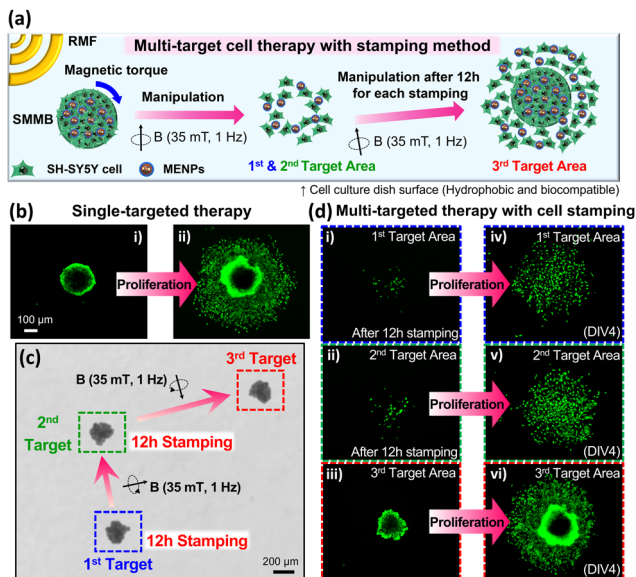 (a)
RMF
Multi-target cell therapy with stamping method
Magnetic torque
SMMB
Manipulation
B (35 mT, 1 Hz)
Manipulation after 12h
for each stamping
B (35 mT, 1 Hz)
SH-SY5Y cell
MENPs
1st & 2nd Target Area
3rd Target Area
↑ Cell culture dish surface (Hydrophobic and biocompatible)
(b)
Single-targeted therapy
i)
Proliferation
ii)
100 µm
(c)
3rd Target
B (35 mT, 1 Hz)
2nd
Target
12h Stamping
B (35 mT, 1 Hz)
12h Stamping
1st Target
200 µm
(d) Multi-targeted therapy with cell stamping
i)
1st Target Area
Proliferation
After 12h stamping
iv)
1st Target Area
(DIV4)
ii)
2nd Target Area
Proliferation
After 12h stamping
v)
2nd Target Area
(DIV4)
iii)
3rd Target Area
Proliferation
vi)
3rd Target Area
(DIV4)